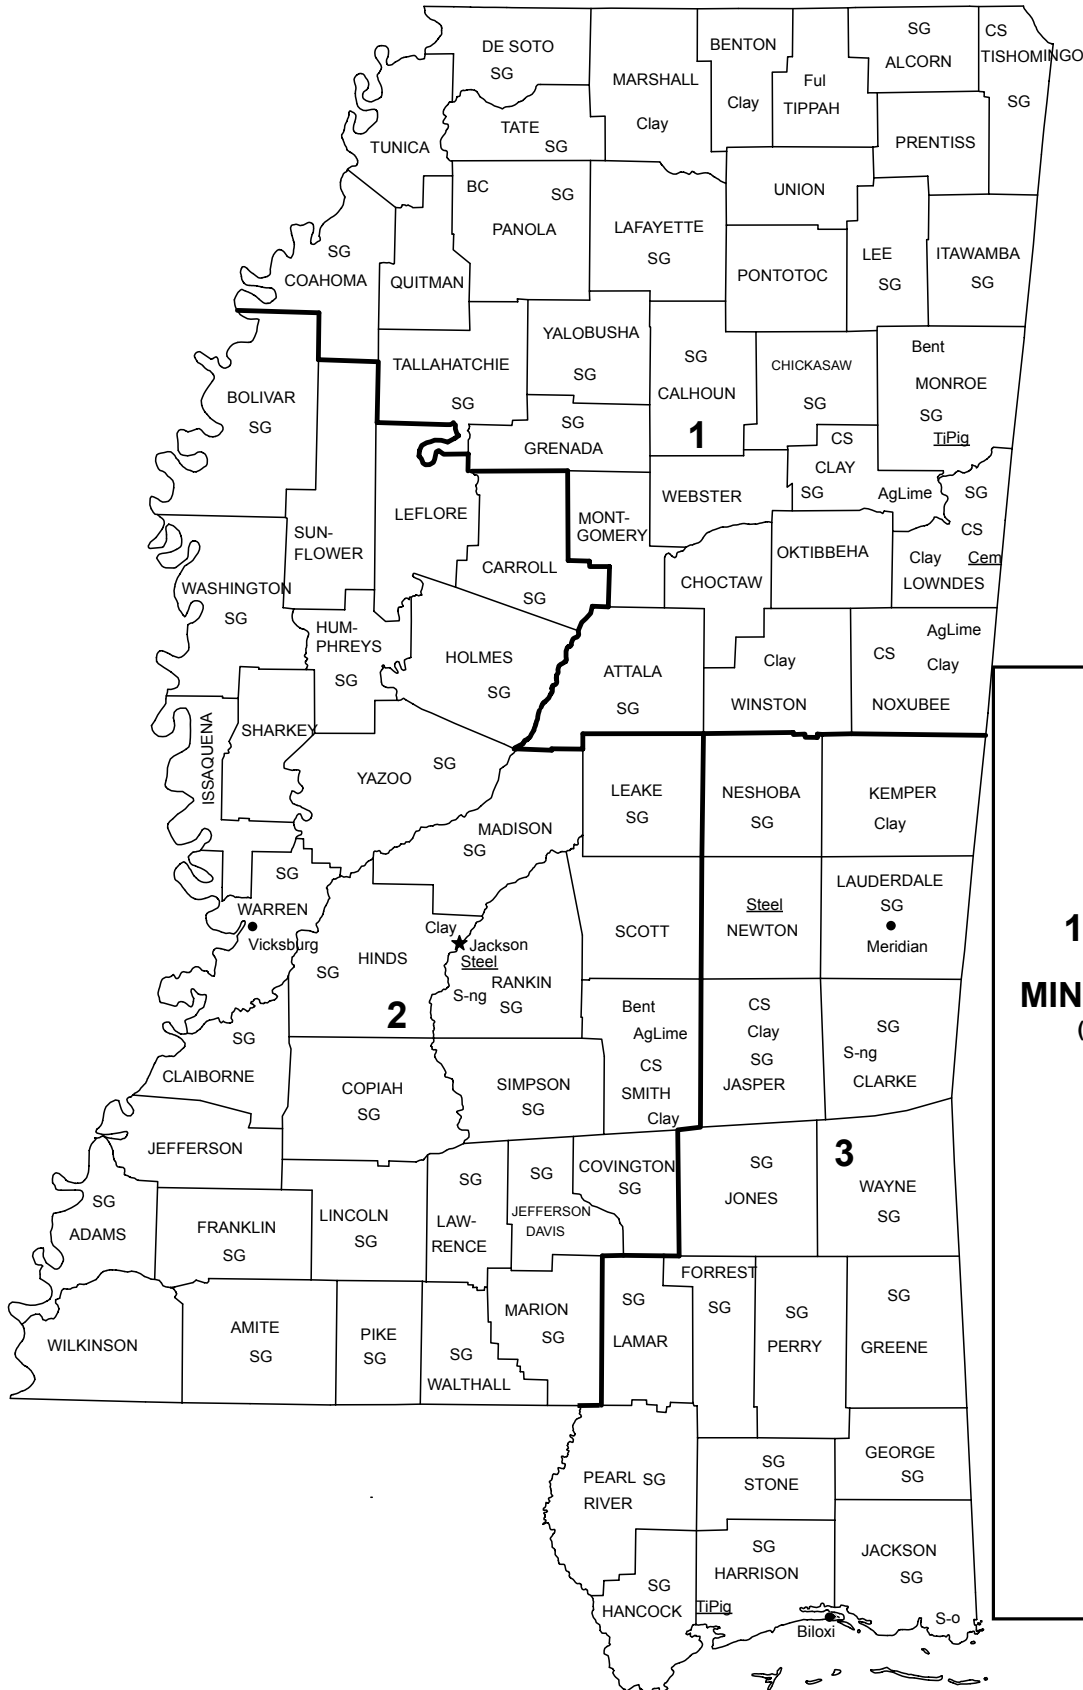 DE SOTO
SG
BENTON
Clay
SG
ALCORN
CS
TISHOMINGO
SG
MARSHALL
Clay
Ful
TIPPAH
TUNICA
TATE
SG
PRENTISS
BC
SG
PANOLA
UNION
LAFAYETTE
SG
SG
COAHOMA
QUITMAN
PONTOTOC
LEE
SG
ITAWAMBA
SG
TALLAHATCHIE
SG
YALOBUSHA
SG
SG
CALHOUN
1
CHICKASAW
SG
Bent
MONROE
SG
TiPig
BOLIVAR
SG
SG
GRENADA
CS
CLAY
SG
AgLime
LEFLORE
SUN-
FLOWER
MONT-
GOMERY
WEBSTER
SG
CS
Clay
Cem
LOWNDES
CARROLL
SG
OKTIBBEHA
CHOCTAW
WASHINGTON
SG
HUM-
PHREYS
SG
HOLMES
SG
ATTALA
SG
Clay
WINSTON
AgLime
CS
Clay
NOXUBEE
ISSAQUENA
SHARKEY
YAZOO
SG
MADISON
SG
LEAKE
SG
NESHOBA
SG
KEMPER
Clay
SG
WARREN
Vicksburg
HINDS
SG
Clay
Jackson
Steel
S-ng
RANKIN
SG
SCOTT
Steel
NEWTON
LAUDERDALE
SG
Meridian
1
MIN
(
2
SG
CLAIBORNE
COPIAH
SG
SIMPSON
SG
Bent
AgLime
CS
SMITH
Clay
CS
Clay
SG
JASPER
SG
S-ng
CLARKE
JEFFERSON
SG
ADAMS
FRANKLIN
SG
LINCOLN
SG
SG
LAW-
RENCE
SG
JEFFERSON
DAVIS
COVINGTON
SG
SG
JONES
3
WAYNE
SG
WILKINSON
AMITE
SG
PIKE
SG
SG
WALTHALL
MARION
SG
SG
LAMAR
FORREST
SG
SG
PERRY
SG
GREENE
PEARL SG
RIVER
SG
STONE
GEORGE
SG
SG
HANCOCK
SG
HARRISON
TiPig
Biloxi
JACKSON
SG
S-o